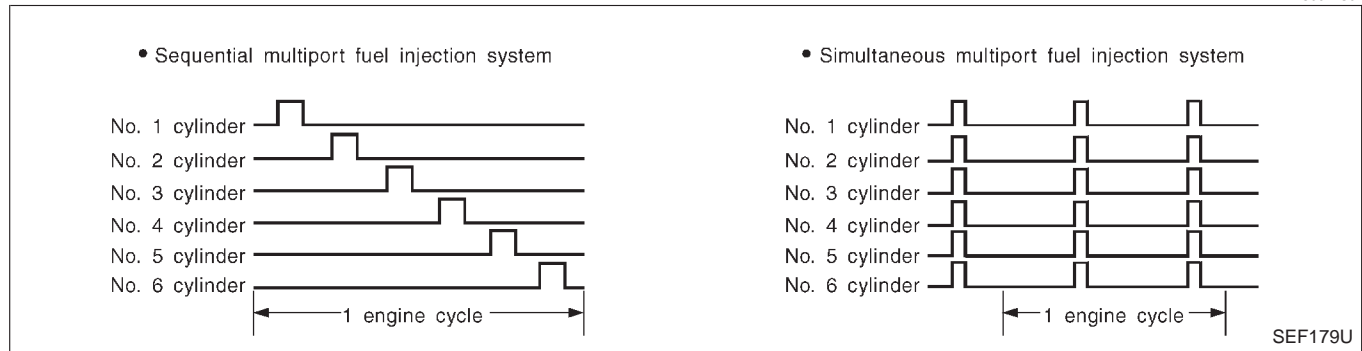 • Sequential multiport fuel injection system
No. 1 cylinder
No. 2 cylinder
No. 3 cylinder
No. 4 cylinder
No. 5 cylinder
No. 6 cylinder
1 engine cycle
• Simultaneous multiport fuel injection system
No. 1 cylinder
No. 2 cylinder
No. 3 cylinder
No. 4 cylinder
No. 5 cylinder
No. 6 cylinder
1 engine cycle
SEF179U